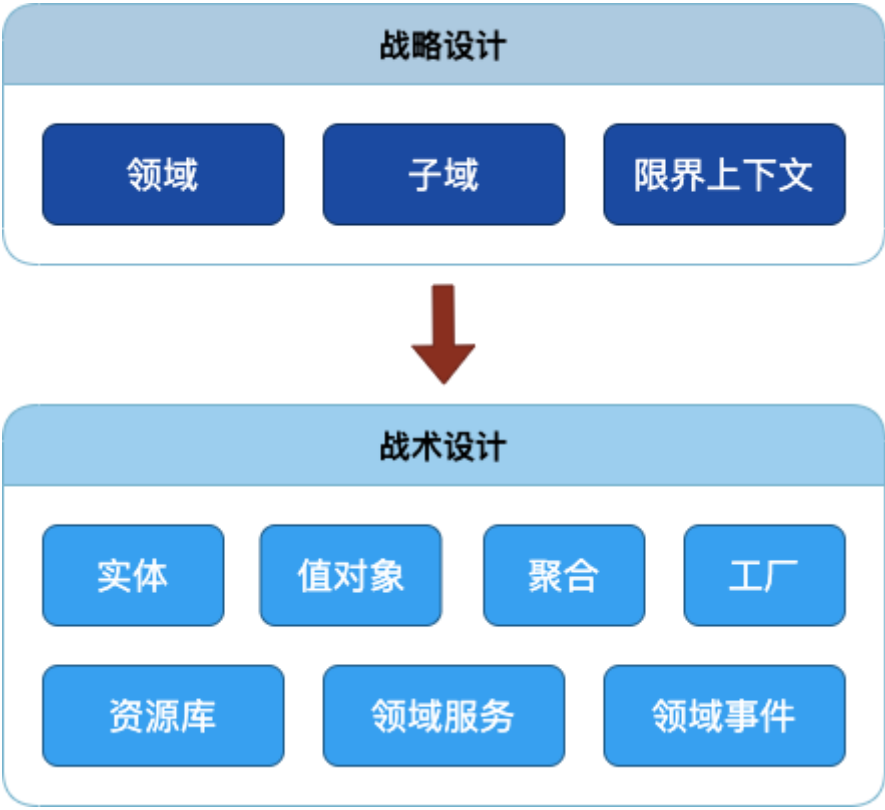 战略设计
领域 子域 限界上下文
战术设计
实体 值对象 聚合 工厂
资源库 领域服务 领域事件